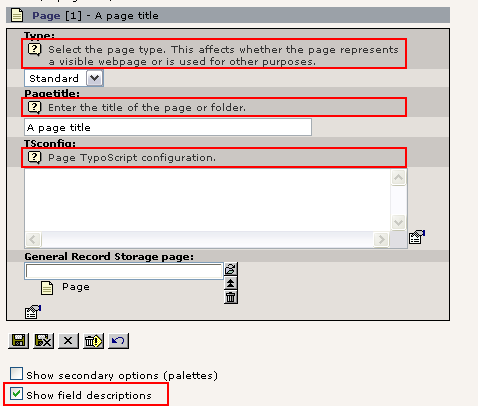 Page [1] - A page title
Type:
Select the page type. This affects whether the page represents
a visible webpage or is used for other purposes.
Standard
Pagetitle:
Enter the title of the page or folder.
A page title
TSconfig:
Page TypoScript configuration.
General Record Storage page:
Page
Show secondary options (palettes)
Show field descriptions